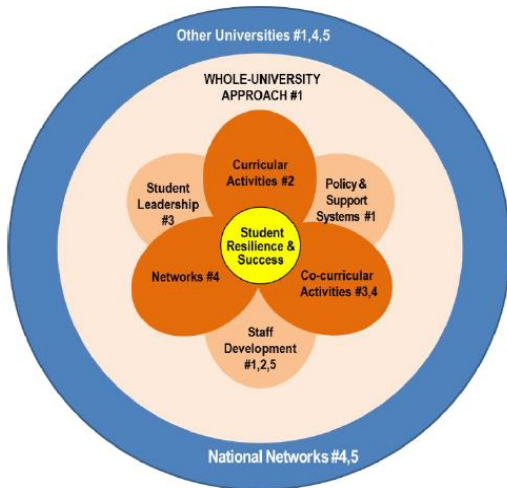 Other Universities #1,4,5
WHOLE-UNIVERSITY
APPROACH #1
Curricular
Activities #2
Student
Leadership
#3
Policy &
Support
Systems #1
Student
Resilience &
Success
Networks #4
Co-curricular
Activities #3,4
Staff
Development
#1,2,5
National Networks #4,5